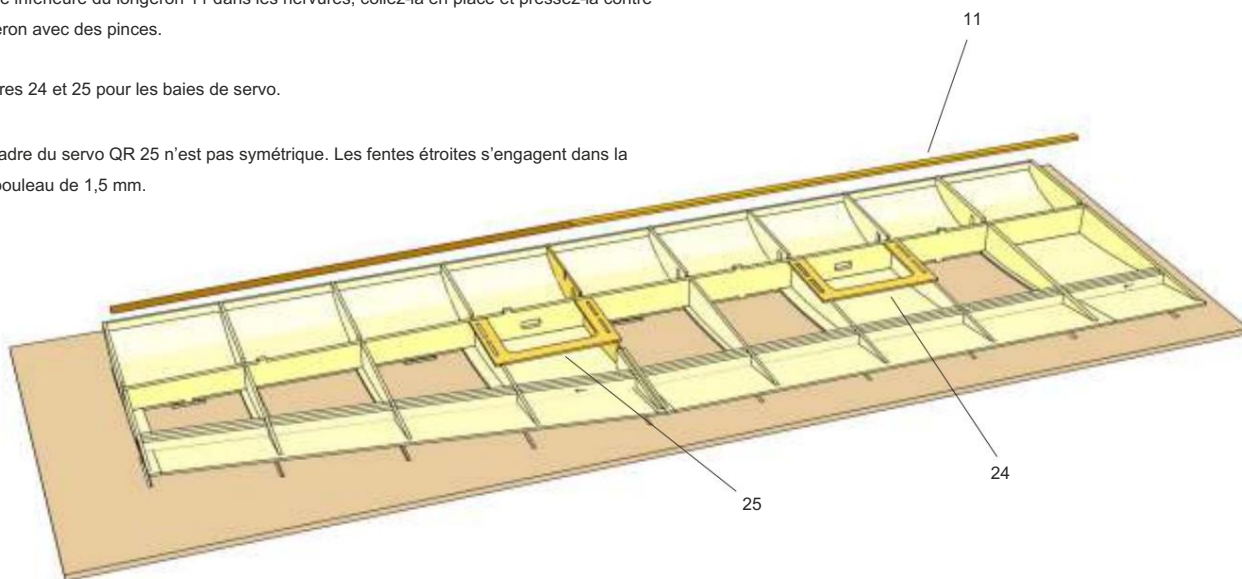 e inférieure du longeron 11 dans les nervures, collez-la en place et pressez-la contre
eron avec des pinces.
res 24 et 25 pour les baies de servo.
adre du servo QR 25 n’est pas symétrique. Les fentes étroites s’engagent dans la
ouleau de 1,5 mm.
11
24
25